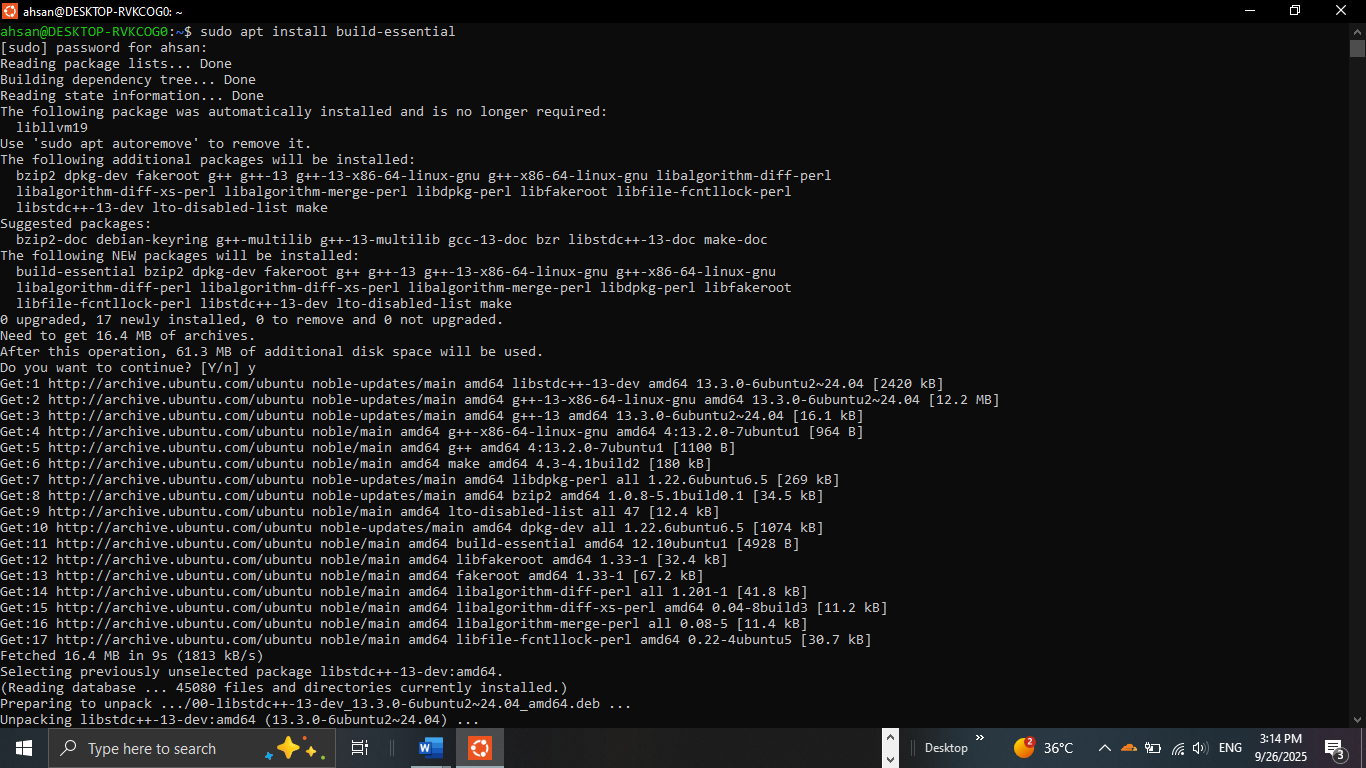 ahsan@DESKTOP-RVKCOG0: ~
ahsan@DESKTOP-RVKCOG0:~$ sudo apt install build-essential
[sudo] password for ahsan:
Reading package lists... Done
Building dependency tree... Done
Reading state information... Done
The following package was automatically installed and is no longer required:
  libllvm19
Use 'sudo apt autoremove' to remove it.
The following additional packages will be installed:
  bzip2 dpkg-dev fakeroot g++ g++-13 g++-13-x86-64-linux-gnu g++-x86-64-linux-gnu libalgorithm-diff-perl
  libalgorithm-diff-xs-perl libalgorithm-merge-perl libdpkg-perl libfakeroot libfile-fcntllock-perl
  libstdc++-13-dev lto-disabled-list make
Suggested packages:
  bzip2-doc debian-keyring g++-multilib g++-13-multilib gcc-13-doc bzr libstdc++-13-doc make-doc
The following NEW packages will be installed:
  build-essential bzip2 dpkg-dev fakeroot g++ g++-13 g++-13-x86-64-linux-gnu g++-x86-64-linux-gnu
  libalgorithm-diff-perl libalgorithm-diff-xs-perl libalgorithm-merge-perl libdpkg-perl libfakeroot
  libfile-fcntllock-perl libstdc++-13-dev lto-disabled-list make
0 upgraded, 17 newly installed, 0 to remove and 0 not upgraded.
Need to get 16.4 MB of archives.
After this operation, 61.3 MB of additional disk space will be used.
Do you want to continue? [Y/n] y
Get:1 http://archive.ubuntu.com/ubuntu noble-updates/main amd64 libstdc++-13-dev amd64 13.3.0-6ubuntu2~24.04 [2420 kB]
Get:2 http://archive.ubuntu.com/ubuntu noble-updates/main amd64 g++-13-x86-64-linux-gnu amd64 13.3.0-6ubuntu2~24.04 [12.2 MB]
Get:3 http://archive.ubuntu.com/ubuntu noble-updates/main amd64 g++-13 amd64 13.3.0-6ubuntu2~24.04 [16.1 kB]
Get:4 http://archive.ubuntu.com/ubuntu noble/main amd64 g++-x86-64-linux-gnu amd64 4:13.2.0-7ubuntu1 [964 B]
Get:5 http://archive.ubuntu.com/ubuntu noble/main amd64 g++ amd64 4:13.2.0-7ubuntu1 [1100 B]
Get:6 http://archive.ubuntu.com/ubuntu noble/main amd64 make amd64 4.3-4.1build2 [180 kB]
Get:7 http://archive.ubuntu.com/ubuntu noble-updates/main amd64 libdpkg-perl all 1.22.6ubuntu6.5 [269 kB]
Get:8 http://archive.ubuntu.com/ubuntu noble-updates/main amd64 bzip2 amd64 1.0.8-5.1build0.1 [34.5 kB]
Get:9 http://archive.ubuntu.com/ubuntu noble/main amd64 lto-disabled-list all 47 [12.4 kB]
Get:10 http://archive.ubuntu.com/ubuntu noble-updates/main amd64 dpkg-dev all 1.22.6ubuntu6.5 [1074 kB]
Get:11 http://archive.ubuntu.com/ubuntu noble/main amd64 build-essential amd64 12.10ubuntu1 [4928 B]
Get:12 http://archive.ubuntu.com/ubuntu noble/main amd64 libfakeroot amd64 1.33-1 [32.4 kB]
Get:13 http://archive.ubuntu.com/ubuntu noble/main amd64 fakeroot amd64 1.33-1 [67.2 kB]
Get:14 http://archive.ubuntu.com/ubuntu noble/main amd64 libalgorithm-diff-perl all 1.201-1 [41.8 kB]
Get:15 http://archive.ubuntu.com/ubuntu noble/main amd64 libalgorithm-diff-xs-perl amd64 0.04-8build3 [11.2 kB]
Get:16 http://archive.ubuntu.com/ubuntu noble/main amd64 libalgorithm-merge-perl all 0.08-5 [11.4 kB]
Get:17 http://archive.ubuntu.com/ubuntu noble/main amd64 libfile-fcntllock-perl amd64 0.22-4ubuntu5 [30.7 kB]
Fetched 16.4 MB in 9s (1813 kB/s)
Selecting previously unselected package libstdc++-13-dev:amd64.
(Reading database ... 45080 files and directories currently installed.)
Preparing to unpack .../00-libstdc++-13-dev_13.3.0-6ubuntu2~24.04_amd64.deb ...
Unpacking libstdc++-13-dev:amd64 (13.3.0-6ubuntu2~24.04) ...
Type here to search
W
Desktop
»
2
36°C
ENG
3:14 PM
9/26/2025
3